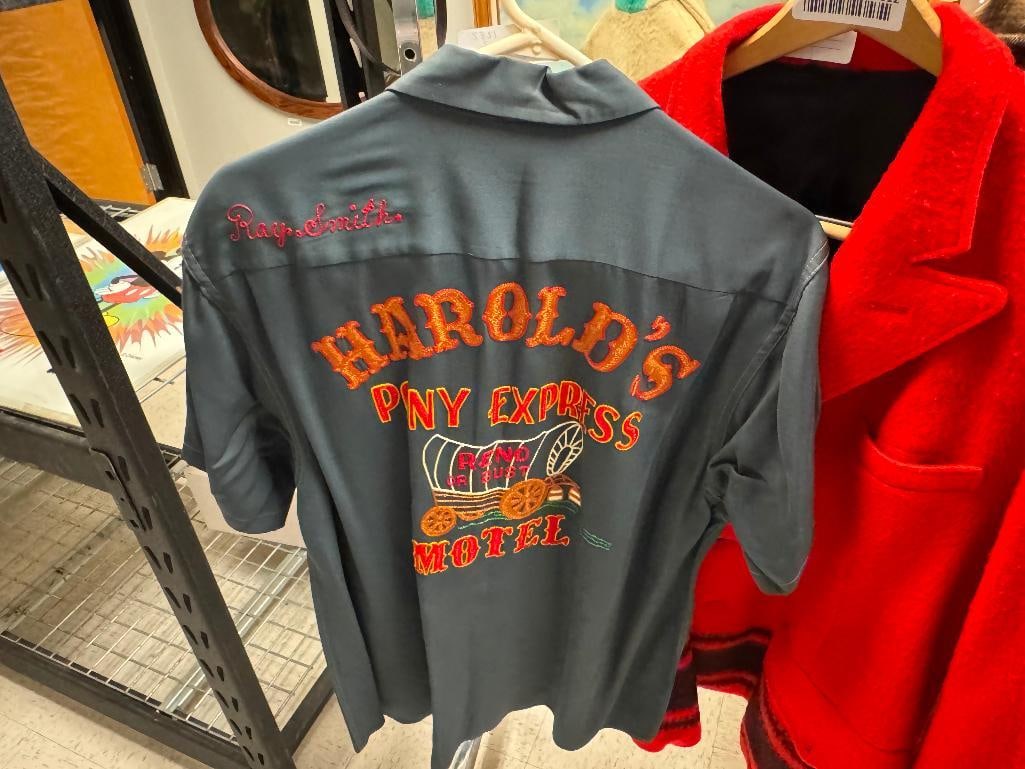 Ray Smith
HAROLD'S
PONY EXPRESS
RENO
OR BUST
MOTEL